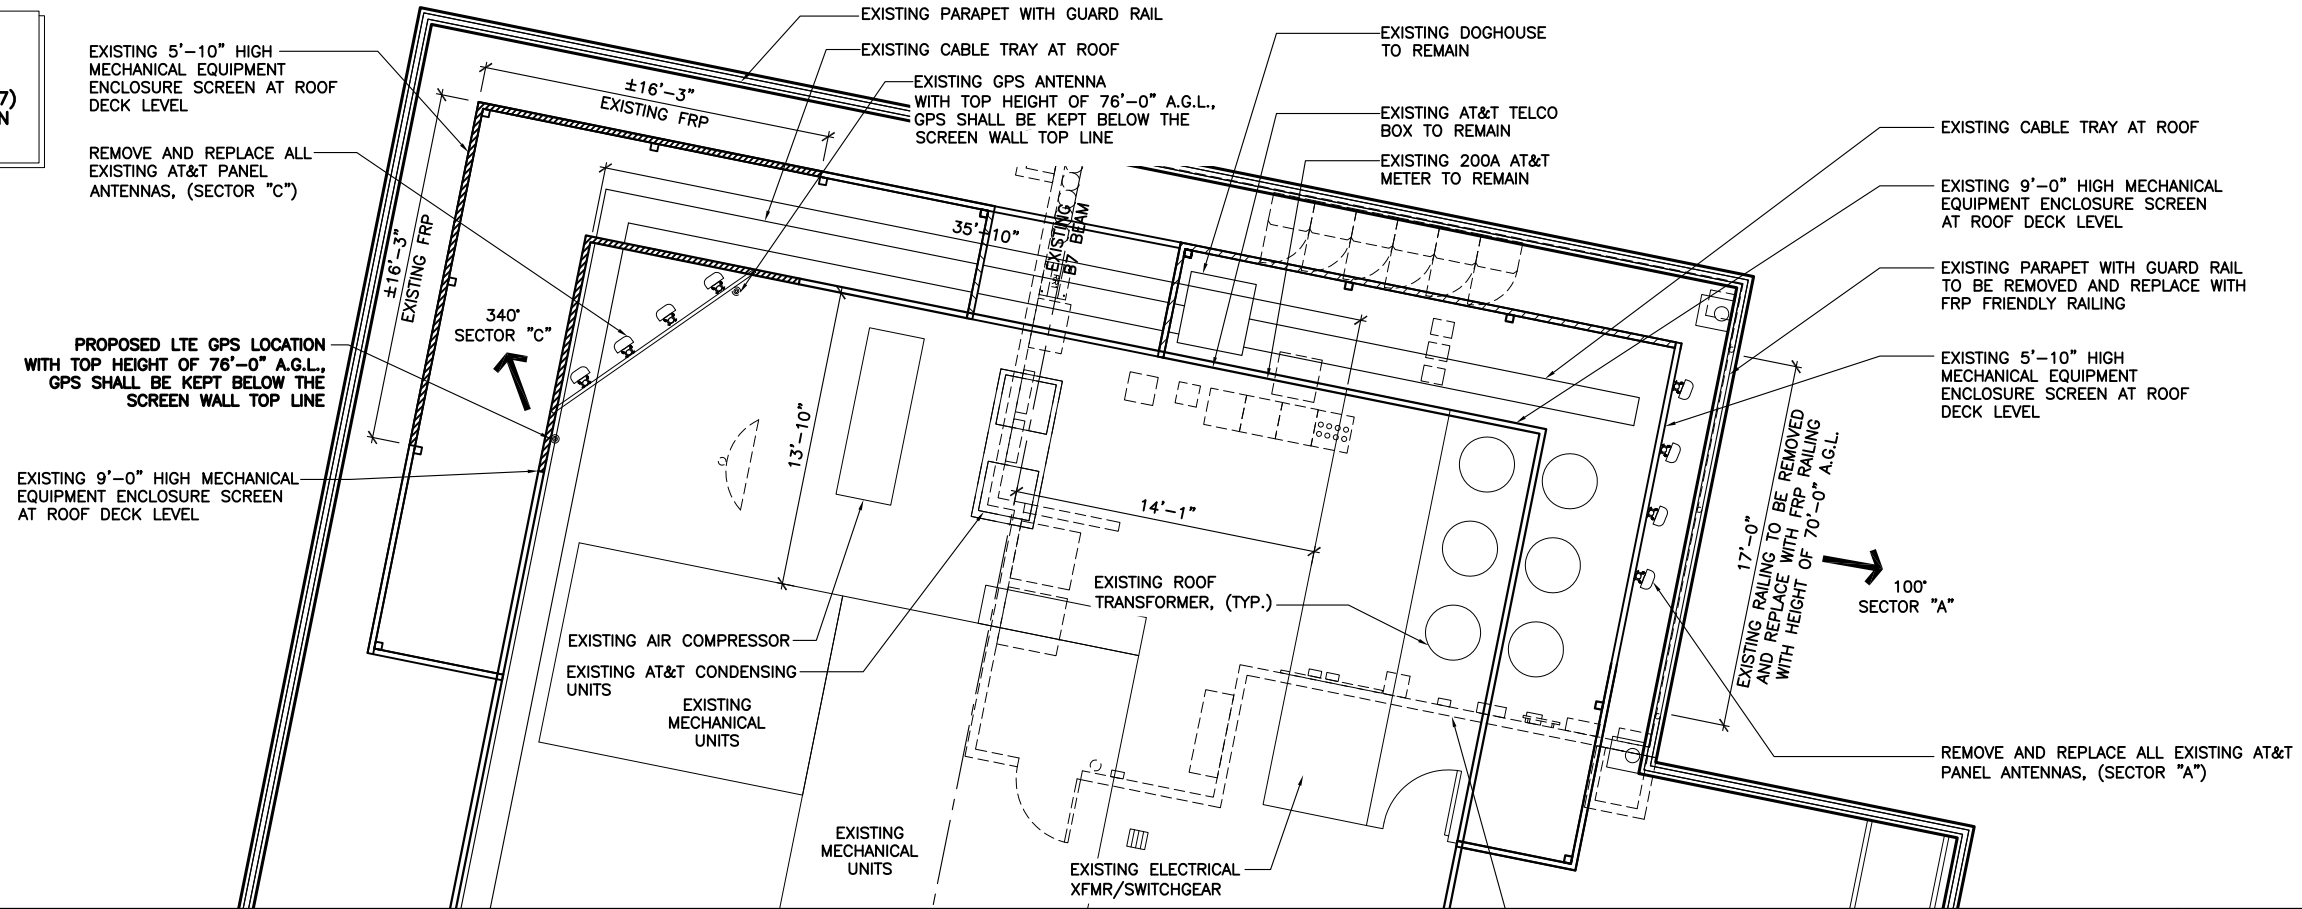 7)
N
EXISTING 5'-10" HIGH
MECHANICAL EQUIPMENT
ENCLOSURE SCREEN AT ROOF
DECK LEVEL
REMOVE AND REPLACE ALL
EXISTING AT&T PANEL
ANTENNAS, (SECTOR "C")
PROPOSED LTE GPS LOCATION
WITH TOP HEIGHT OF 76'-0" A.G.L.,
GPS SHALL BE KEPT BELOW THE
SCREEN WALL TOP LINE
EXISTING 9'-0" HIGH MECHANICAL
EQUIPMENT ENCLOSURE SCREEN
AT ROOF DECK LEVEL
±16'-3"
EXISTING FRP
±16'-3"
EXISTING FRP
340°
SECTOR "C"
EXISTING PARAPET WITH GUARD RAIL
EXISTING CABLE TRAY AT ROOF
EXISTING GPS ANTENNA
WITH TOP HEIGHT OF 76'-0" A.G.L.,
GPS SHALL BE KEPT BELOW THE
SCREEN WALL TOP LINE
35'-10"
EXISTING
B7 BEAM
13'-10"
14'-1"
EXISTING AIR COMPRESSOR
EXISTING AT&T CONDENSING
UNITS
EXISTING
MECHANICAL
UNITS
EXISTING
MECHANICAL
UNITS
EXISTING ROOF
TRANSFORMER, (TYP.)
EXISTING ELECTRICAL
XFMR/SWITCHGEAR
EXISTING DOGHOUSE
TO REMAIN
EXISTING AT&T TELCO
BOX TO REMAIN
EXISTING 200A AT&T
METER TO REMAIN
EXISTING CABLE TRAY AT ROOF
EXISTING 9'-0" HIGH MECHANICAL
EQUIPMENT ENCLOSURE SCREEN
AT ROOF DECK LEVEL
EXISTING PARAPET WITH GUARD RAIL
TO BE REMOVED AND REPLACE WITH
FRP FRIENDLY RAILING
EXISTING 5'-10" HIGH
MECHANICAL EQUIPMENT
ENCLOSURE SCREEN AT ROOF
DECK LEVEL
17'-0"
EXISTING RAILING TO BE REMOVED
AND REPLACE WITH FRP RAILING
WITH HEIGHT OF 70'-0" A.G.L.
100°
SECTOR "A"
REMOVE AND REPLACE ALL EXISTING AT&T
PANEL ANTENNAS, (SECTOR "A")